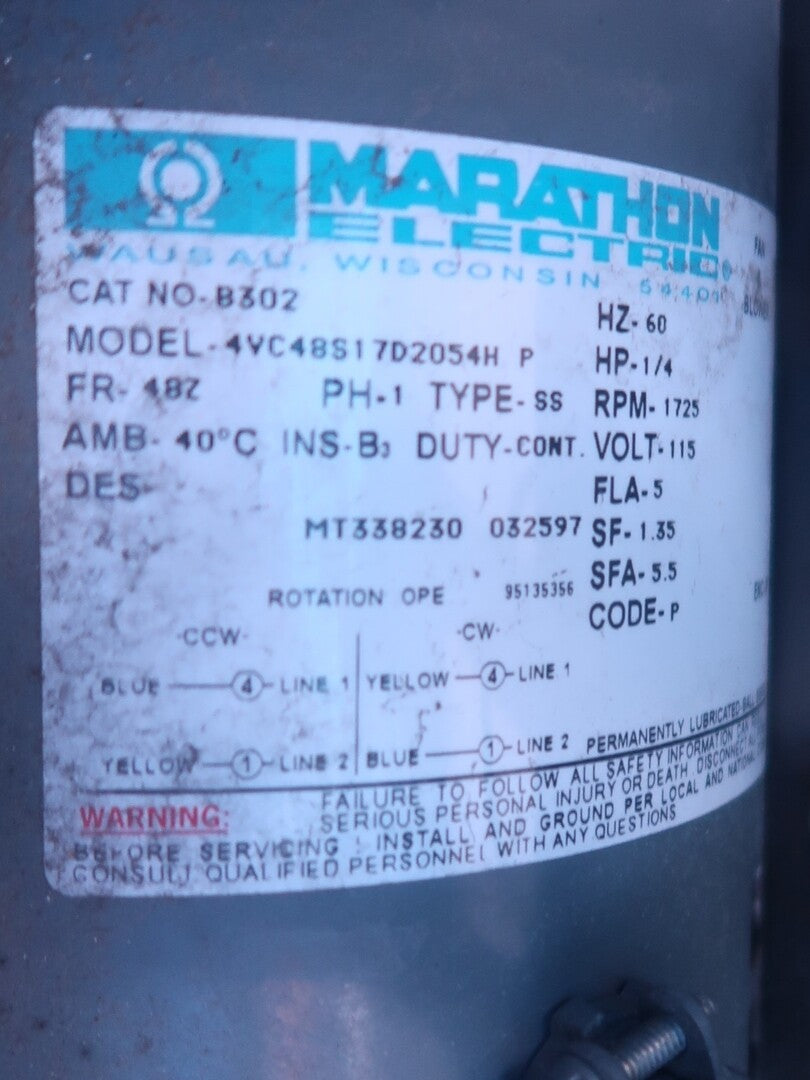 MARATHON
ELECTRIC®
WAUSAU, WISCONSIN 54401
CAT NO-B302
HZ-60
MODEL-4VC48S17D2054H P
HP-1/4
FR-48Z PH-1 TYPE-SS
RPM-1725
AMB-40°C INS-B3 DUTY-CONT.
VOLT-115
DES-
FLA-5
MT338230 032597
SF-1.35
SFA-5.5
ROTATION OPE 95135356
CODE-P
-CCW-
-CW-
BLUE 4 LINE 1
YELLOW 4 LINE 1
YELLOW 1 LINE 2
BLUE 1 LINE 2
PERMANENTLY LUBRICATED
WARNING: FAILURE TO FOLLOW ALL SAFETY INFORMATION CAN
SERIOUS PERSONAL INJURY OR DEATH. DISCONNECT
BEFORE SERVICING. INSTALL AND GROUND PER LOCAL AND
CONSULT QUALIFIED PERSONNEL WITH ANY QUESTIONS